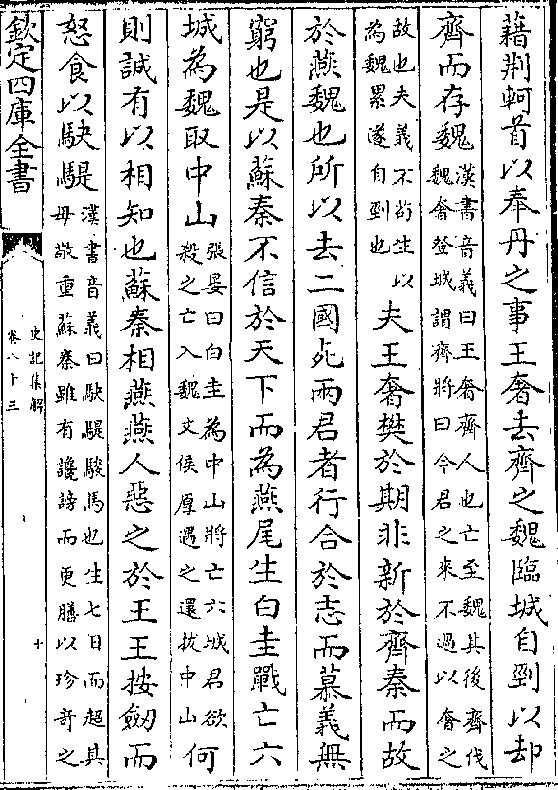 藉荆軻首以奉丹之事王奢去齊之魏臨城自剄以却
齊而存魏漢書音義曰王奢齊人也亡至魏其後齊伐魏奢登城謂齊將曰今君之來不過以奢之
故也夫義不苟生以為魏累遂自剄也夫王奢樊於期非新於齊秦而故
於燕魏也所以去二國死兩君者行合於志而慕義無
窮也是以蘇秦不信於天下而為燕尾生白圭戰亡六
城為魏取中山張晏曰白圭為中山將亡六城君欲殺之亡入魏文侯厚遇之還拔中山何
則誠有以相知也蘇秦相燕燕人惡之於王王按劒而
怒食以駃騠漢書音義曰駃騠駿馬也生七日而超其母敬重蘇秦雖有讒謗而更膳以珍奇之
欽定四庫全書
史記集解
卷八十三
十